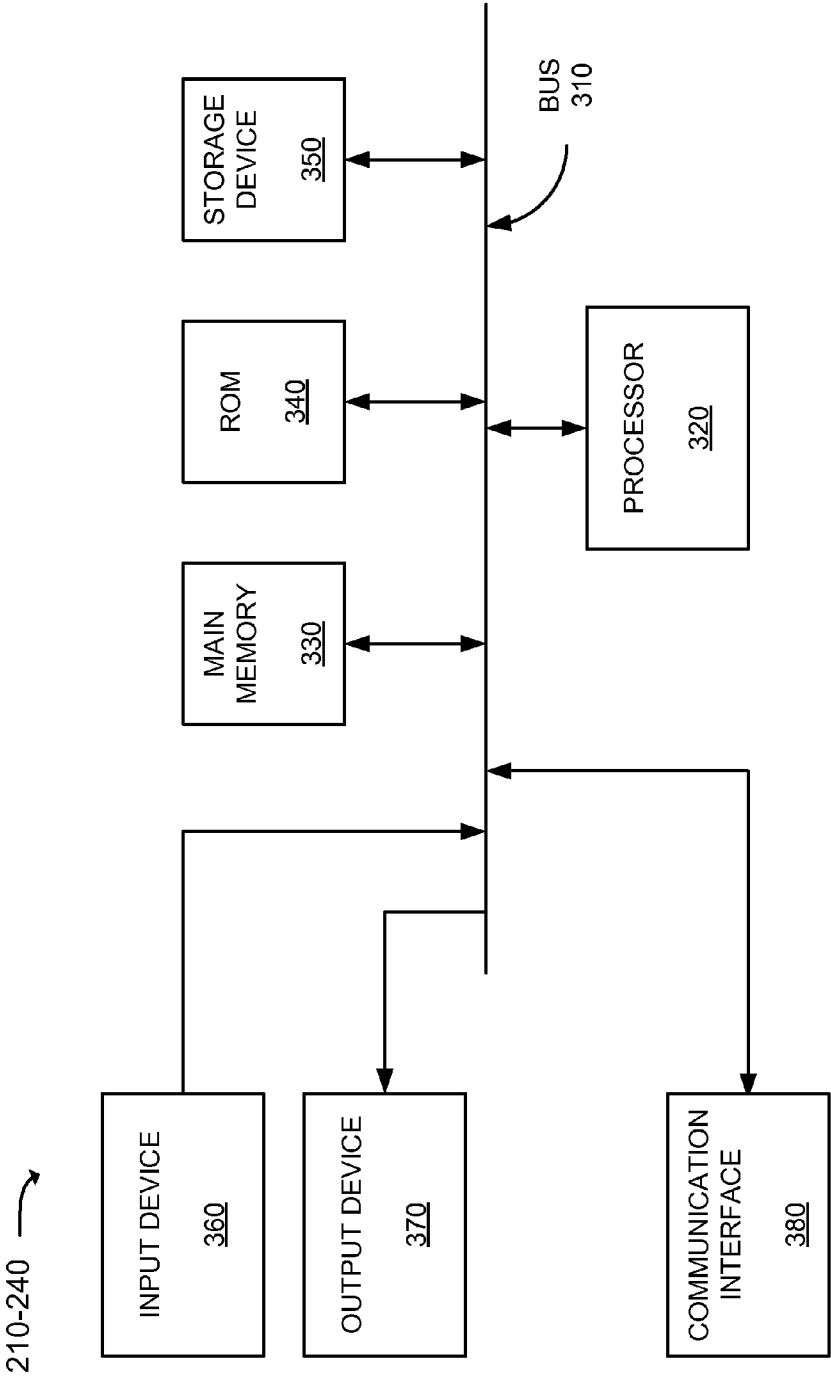 210-240
INPUT DEVICE
360
OUTPUT DEVICE
370
COMMUNICATION
INTERFACE
380
MAIN
MEMORY
330
ROM
340
STORAGE
DEVICE
350
PROCESSOR
320
BUS
310